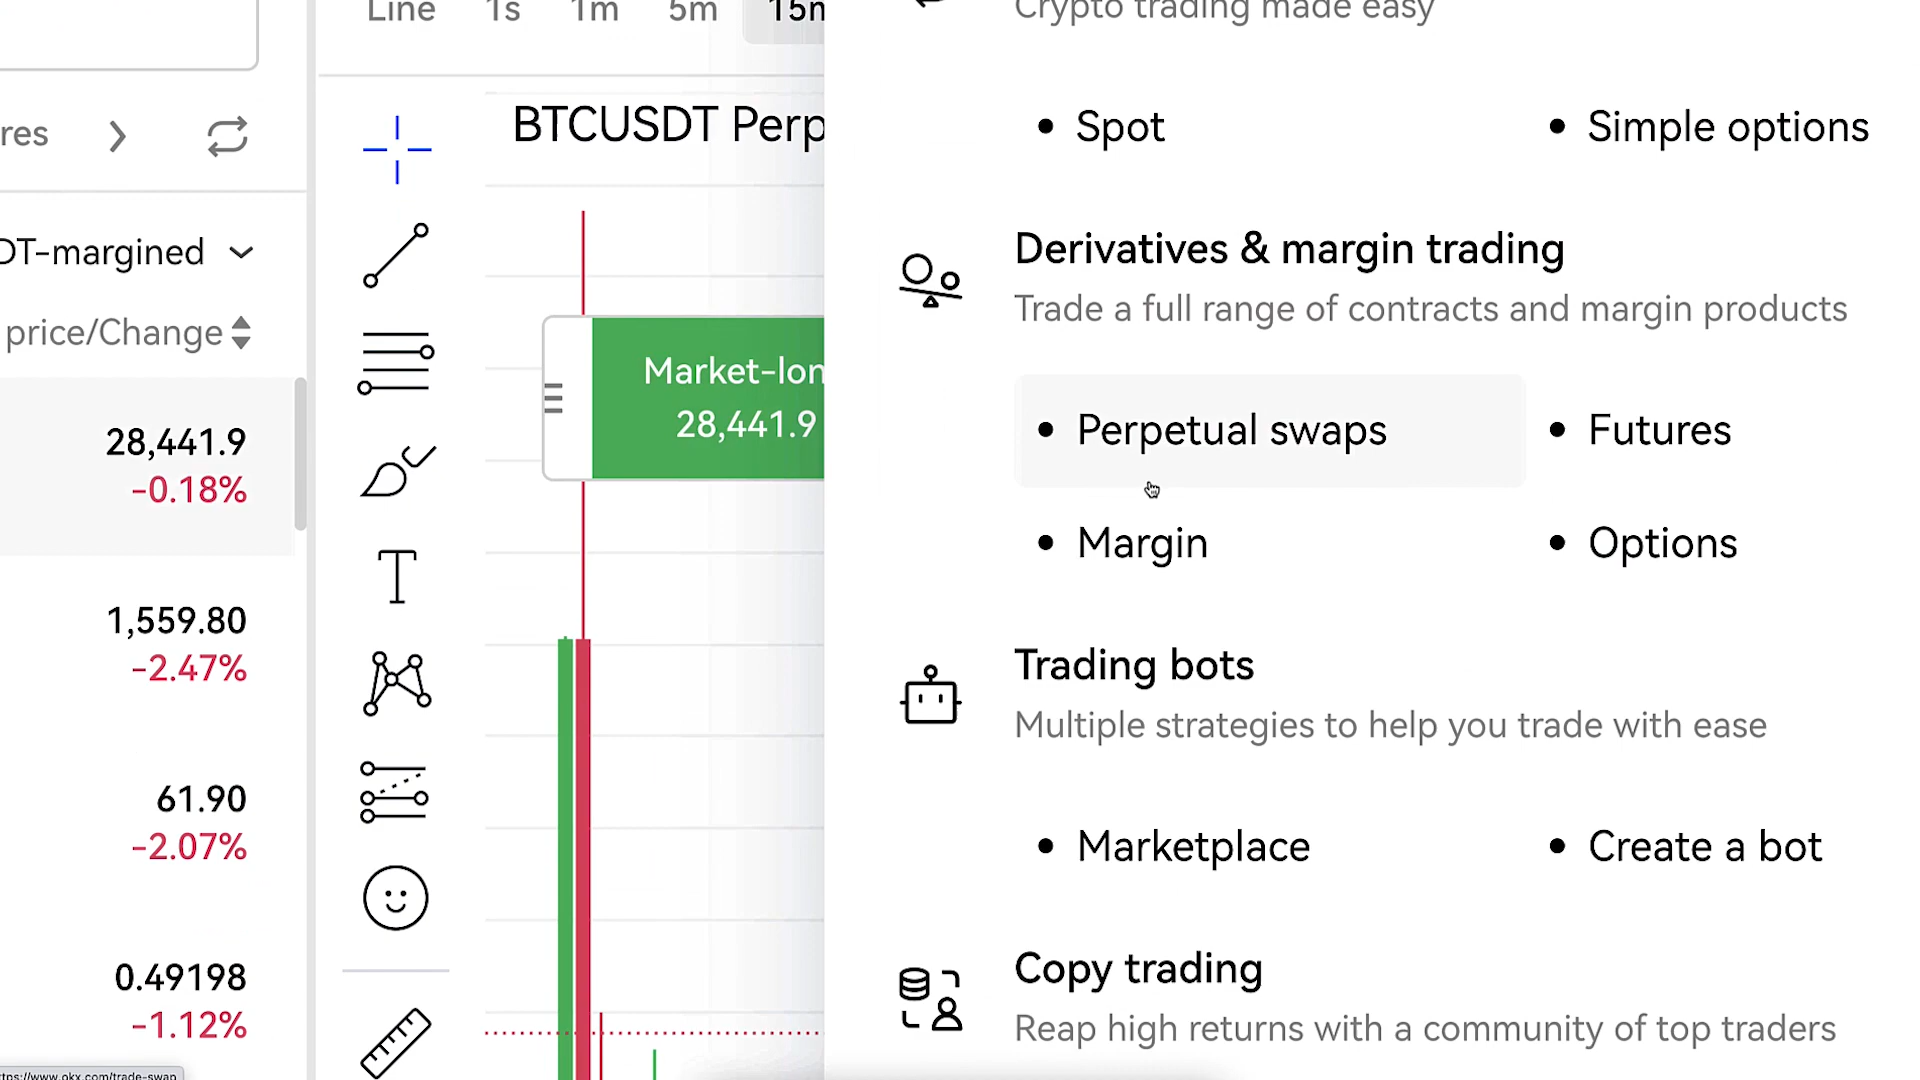 Line 1s 1m 5m 15m
Crypto trading made easy
BTCUSDT Perp
• Spot
• Simple options
res
DT-margined
price/Change
28,441.9
-0.18%
1,559.80
-2.47%
61.90
-2.07%
0.49198
-1.12%
Market-lon
28,441.9
Derivatives & margin trading
Trade a full range of contracts and margin products
• Perpetual swaps
• Futures
• Margin
• Options
Trading bots
Multiple strategies to help you trade with ease
• Marketplace
• Create a bot
Copy trading
Reap high returns with a community of top traders
ttps://www.okx.com/trade-swap